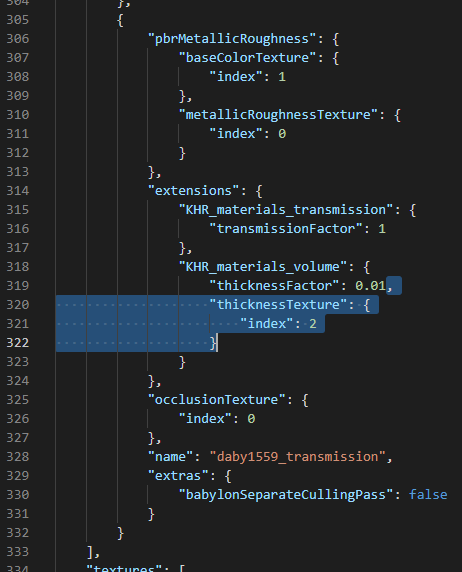 304 },
305 {
306 "pbrMetallicRoughness": {
307 "baseColorTexture": {
308 "index": 1
309 },
310 "metallicRoughnessTexture": {
311 "index": 0
312 }
313 },
314 "extensions": {
315 "KHR_materials_transmission": {
316 "transmissionFactor": 1
317 },
318 "KHR_materials_volume": {
319 "thicknessFactor": 0.01,
320 "thicknessTexture": {
321 "index": 2
322 }
323 }
324 },
325 "occlusionTexture": {
326 "index": 0
327 },
328 "name": "daby1559_transmission",
329 "extras": {
330 "babylonSeparateCullingPass": false
331 }
332 }
333 ],
334 "textures": [